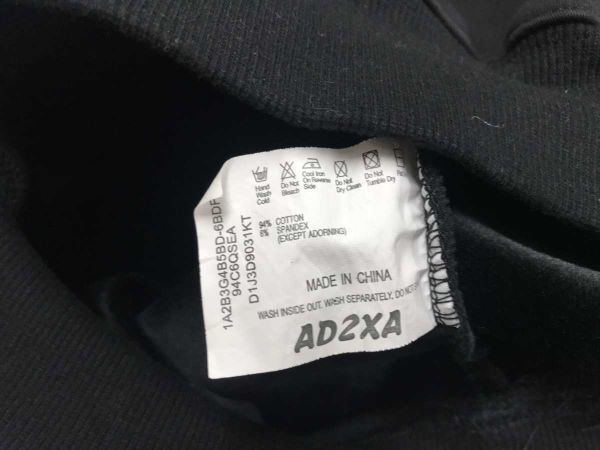 Hand Wash Cold
Do Not Bleach
Cool Iron On Reverse Side
Do Not Dry Clean
Do Not Tumble Dry
94% COTTON
6% SPANDEX
(EXCEPT ADORNING)
MADE IN CHINA
WASH INSIDE OUT. WASH SEPARATELY, DO NOT
AD2XA
1A2B3G4B5BD-6BDF
94C6QSEA
D1J3D9031KT